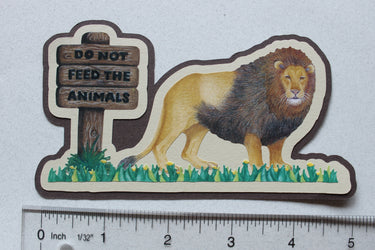 DO NOT
FEED THE
ANIMALS
0 Inch 1/32" 1 2 3 4 5